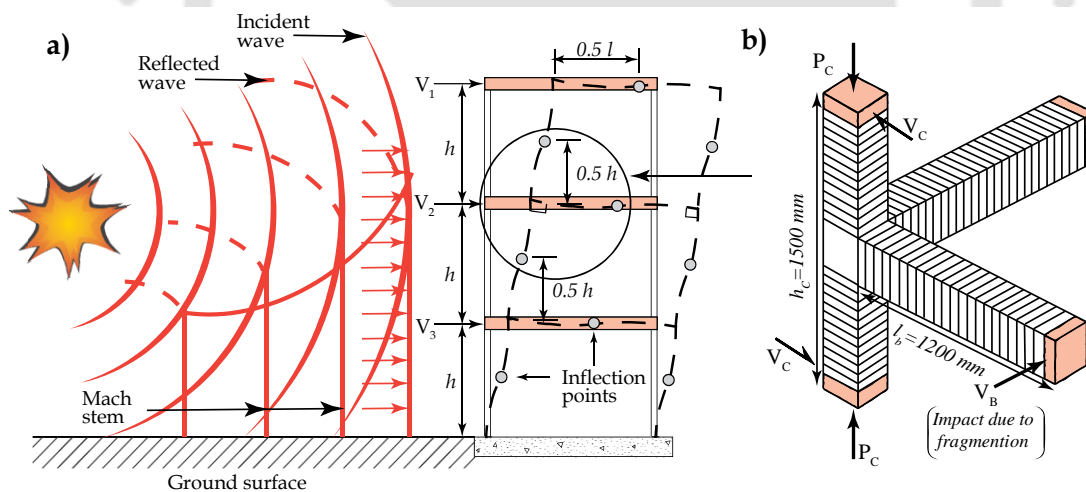 a)
Incident
wave
Reflected
wave
0.5 l
V1
h
0.5 h
V2
h
0.5 h
V3
h
Inflection
points
Mach
stem
Ground surface
b)
PC
VC
hC=1500 mm
lb=1200 mm
VC
VB
Impact due to
fragmention
PC